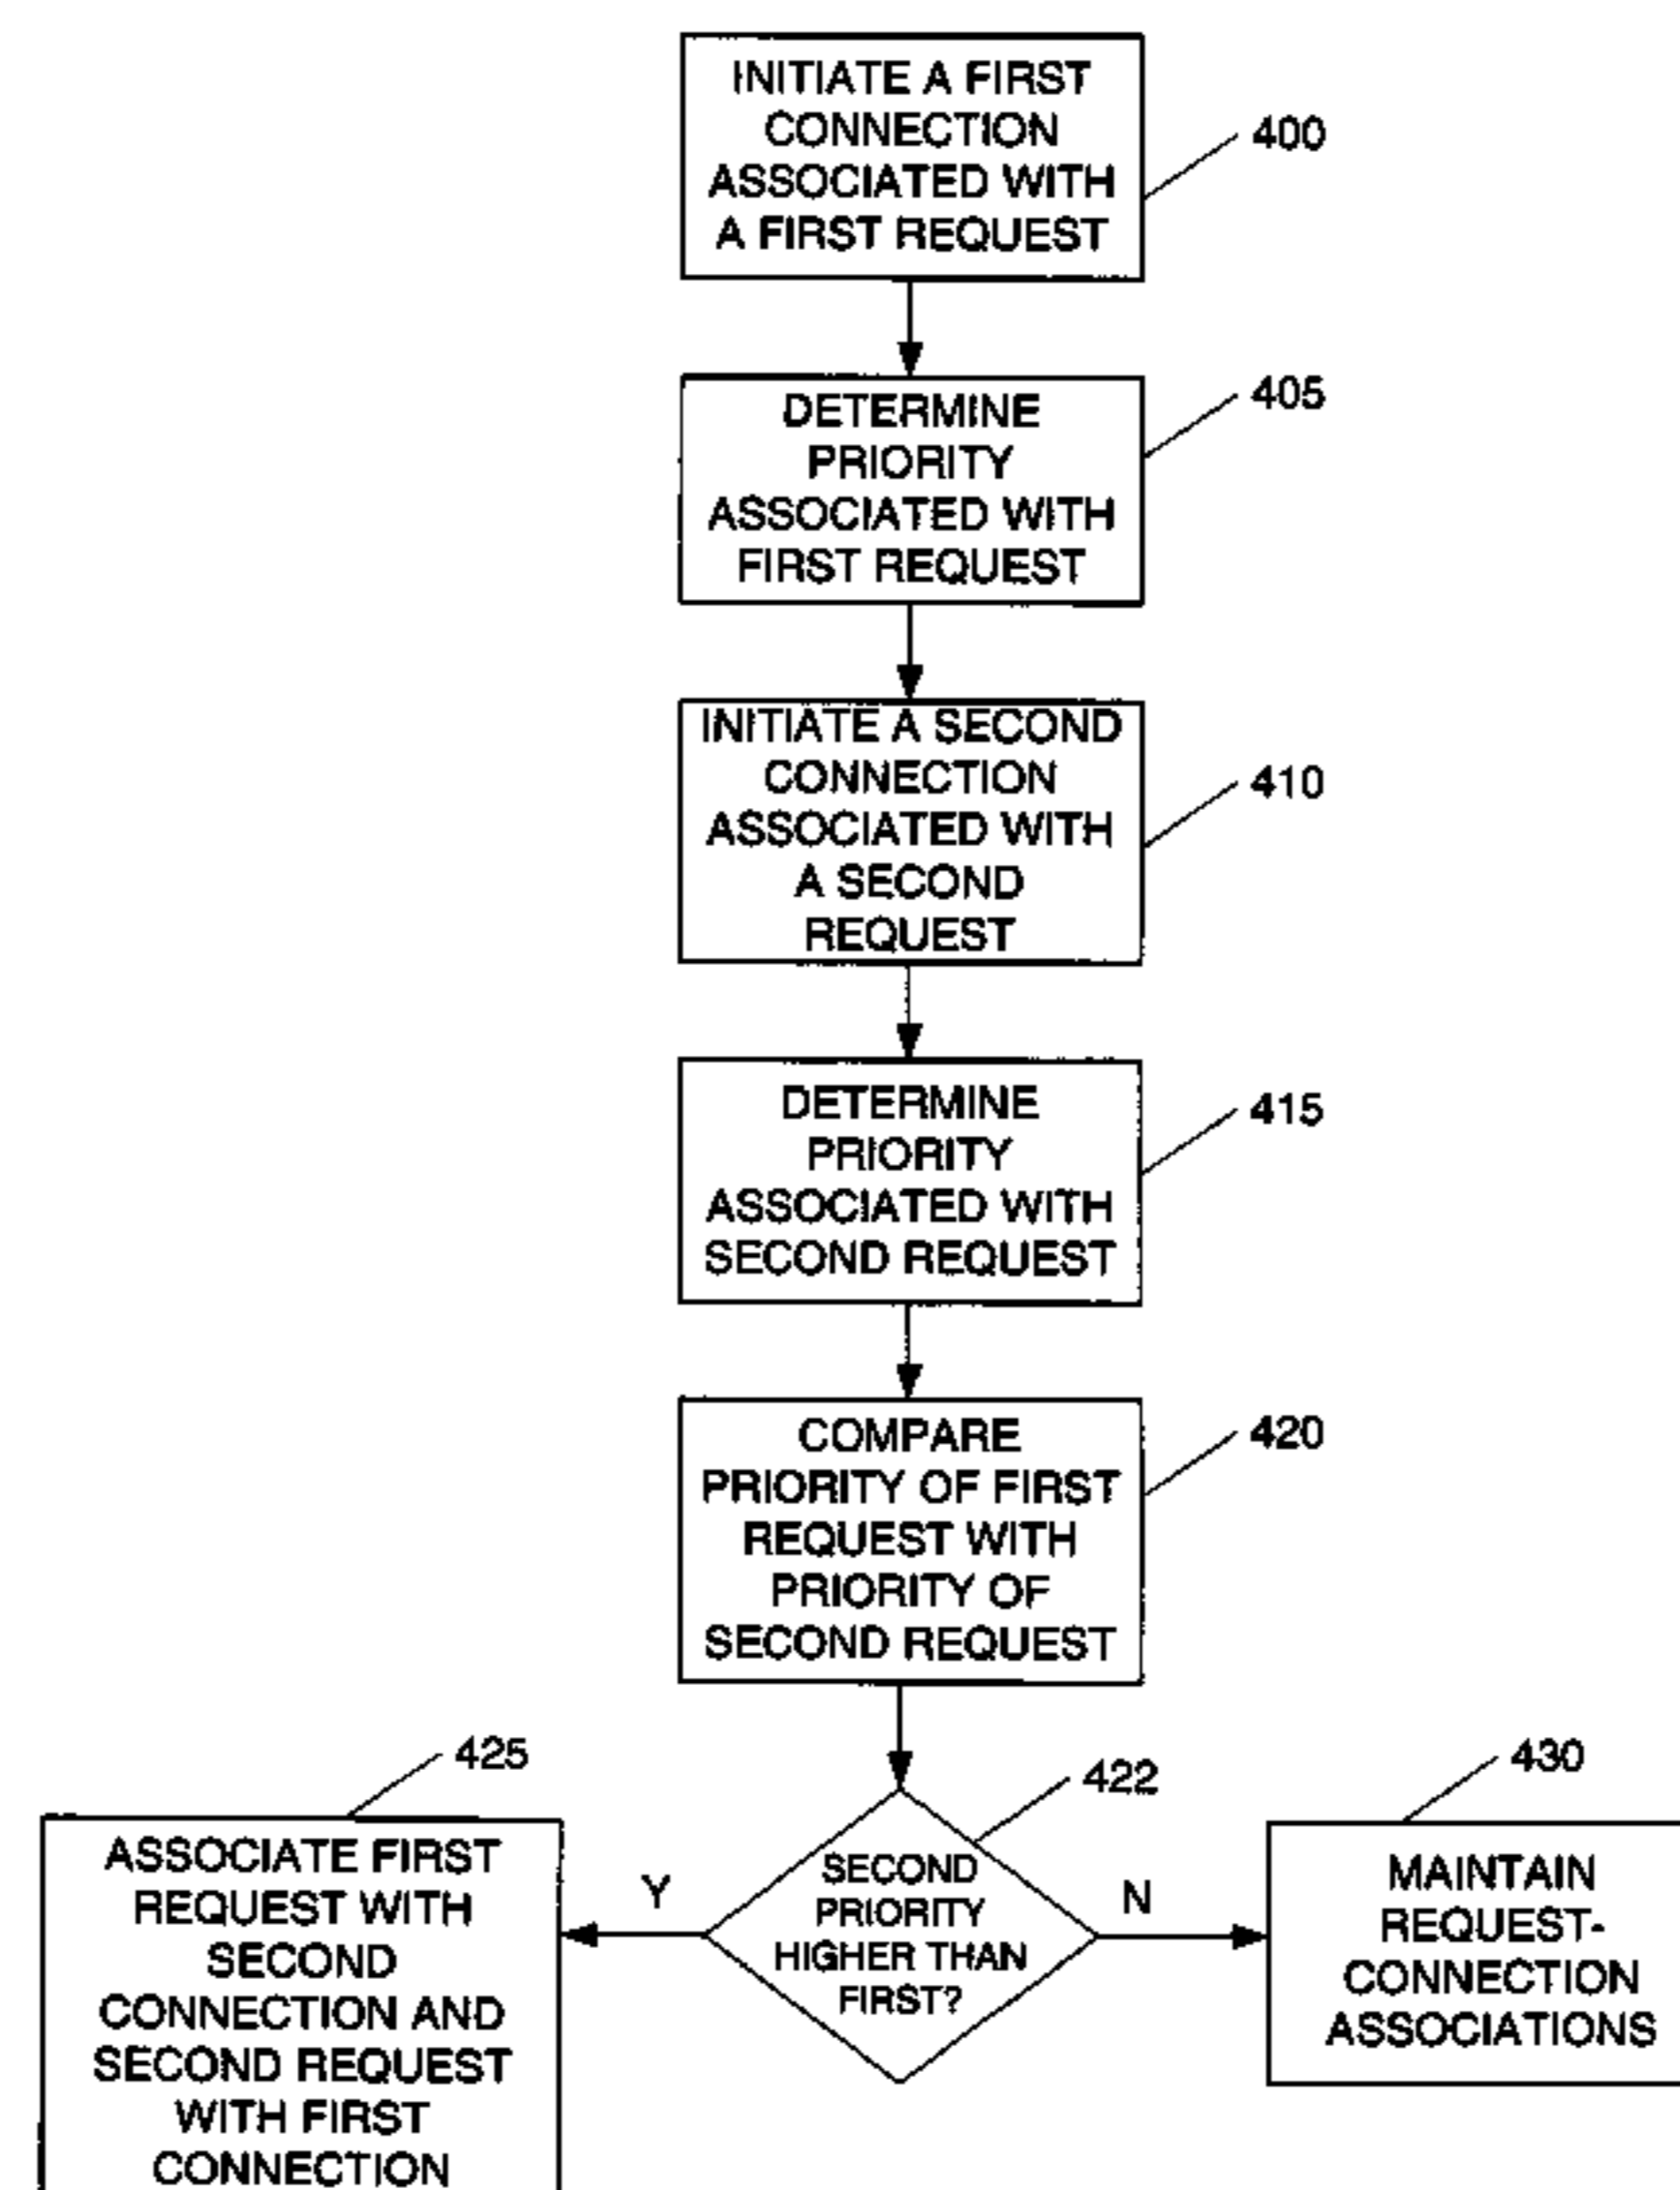 INITIATE A FIRST
CONNECTION
ASSOCIATED WITH
A FIRST REQUEST
400
DETERMINE
PRIORITY
ASSOCIATED WITH
FIRST REQUEST
405
INITIATE A SECOND
CONNECTION
ASSOCIATED WITH
A SECOND
REQUEST
410
DETERMINE
PRIORITY
ASSOCIATED WITH
SECOND REQUEST
415
COMPARE
PRIORITY OF FIRST
REQUEST WITH
PRIORITY OF
SECOND REQUEST
420
422
SECOND
PRIORITY
HIGHER THAN
FIRST?
Y
425
ASSOCIATE FIRST
REQUEST WITH
SECOND
CONNECTION AND
SECOND REQUEST
WITH FIRST
CONNECTION
N
430
MAINTAIN
REQUEST-
CONNECTION
ASSOCIATIONS